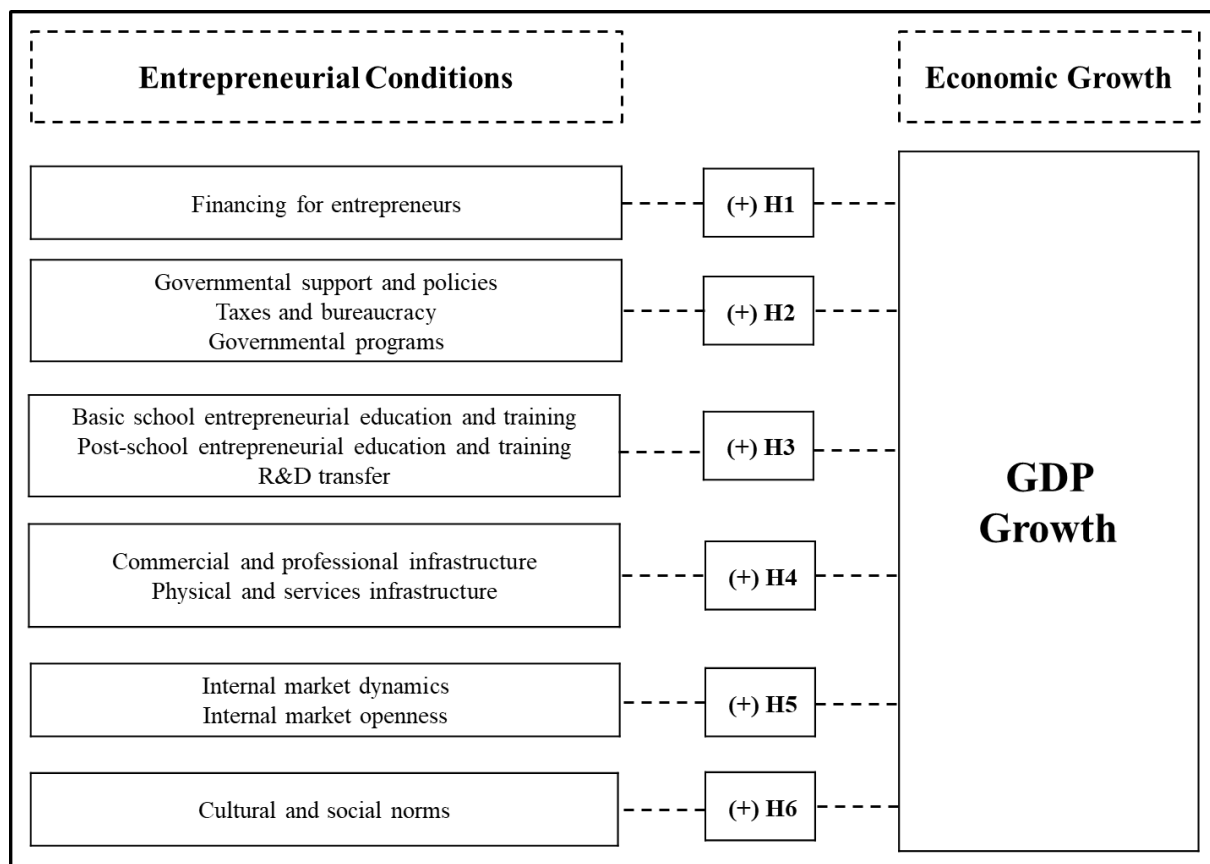 Entrepreneurial Conditions
Economic Growth
Financing for entrepreneurs
(+) H1
Governmental support and policies
Taxes and bureaucracy
Governmental programs
(+) H2
Basic school entrepreneurial education and training
Post-school entrepreneurial education and training
R&D transfer
(+) H3
Commercial and professional infrastructure
Physical and services infrastructure
(+) H4
Internal market dynamics
Internal market openness
(+) H5
Cultural and social norms
(+) H6
GDP
Growth